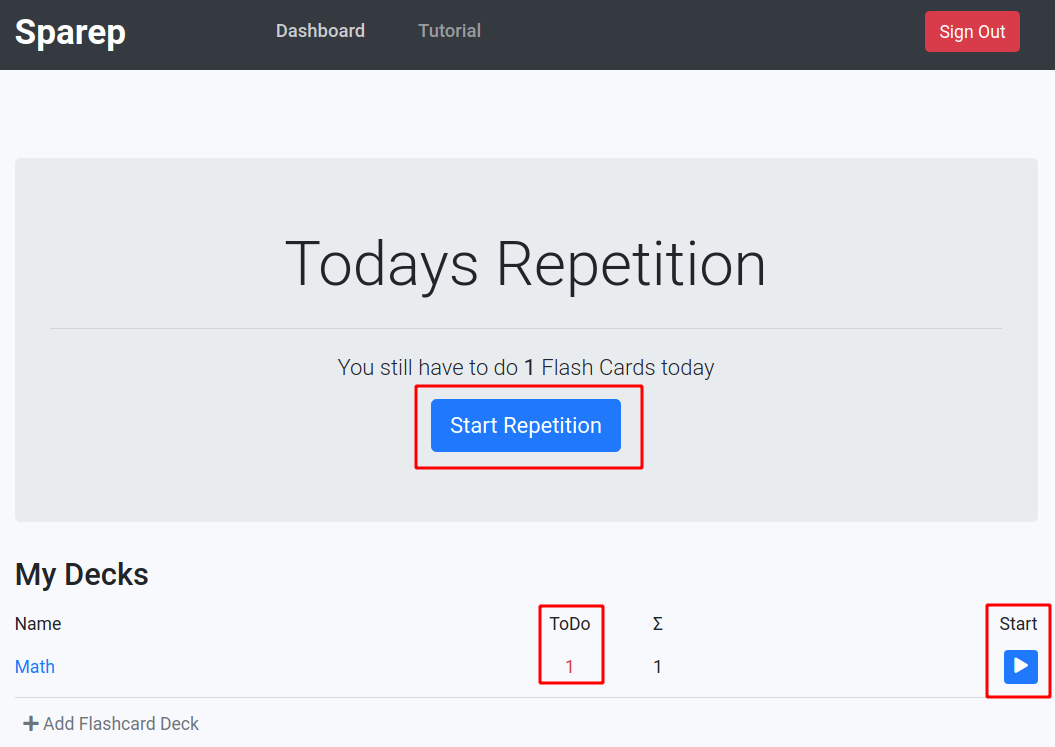 Sparep Dashboard Tutorial Sign Out
Todays Repetition
You still have to do 1 Flash Cards today
Start Repetition
My Decks
Name ToDo Σ Start
Math 1 1
Add Flashcard Deck